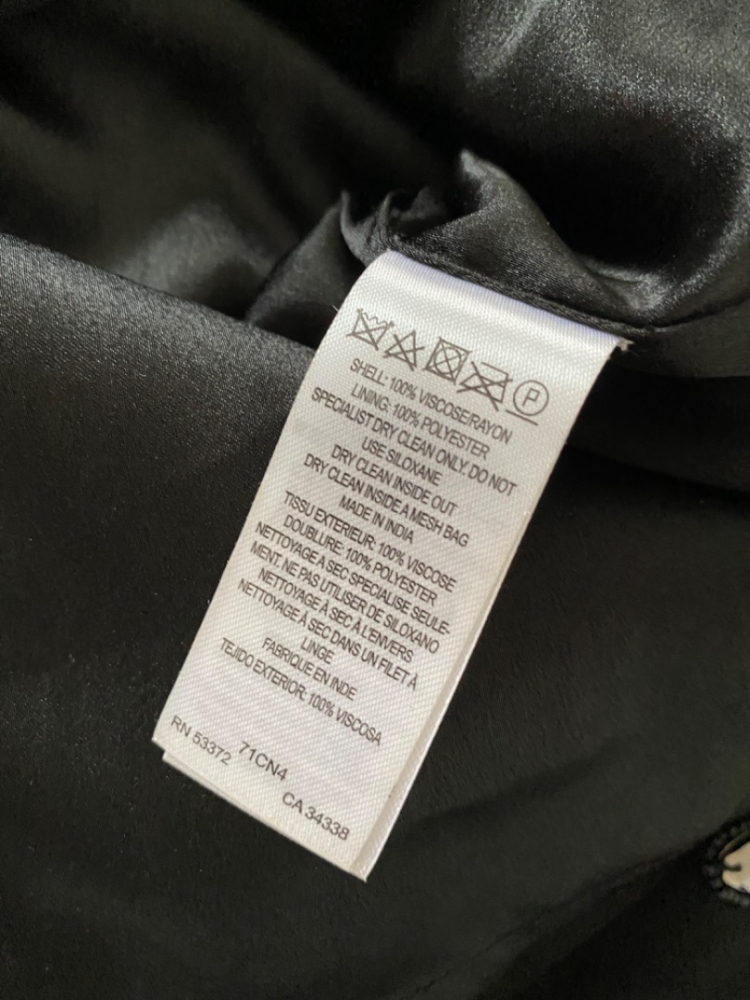 P
SHELL: 100% VISCOSE/RAYON
LINING: 100% POLYESTER
SPECIALIST DRY CLEAN ONLY. DO NOT
USE SILOXANE
DRY CLEAN INSIDE OUT
DRY CLEAN INSIDE A MESH BAG
MADE IN INDIA
TISSU EXTERIEUR: 100% VISCOSE
DOUBLURE: 100% POLYESTER
NETTOYAGE À SEC SPECIALISE SEULE-
MENT, NE PAS UTILISER DE SILOXANO
NETTOYAGE À SEC À L'ENVERS
NETTOYAGE À SEC DANS UN FILET À
LINGE
FABRIQUE EN INDE
TEJIDO EXTERIOR: 100% VISCOSA
RN 53372 71CN4
CA 34338